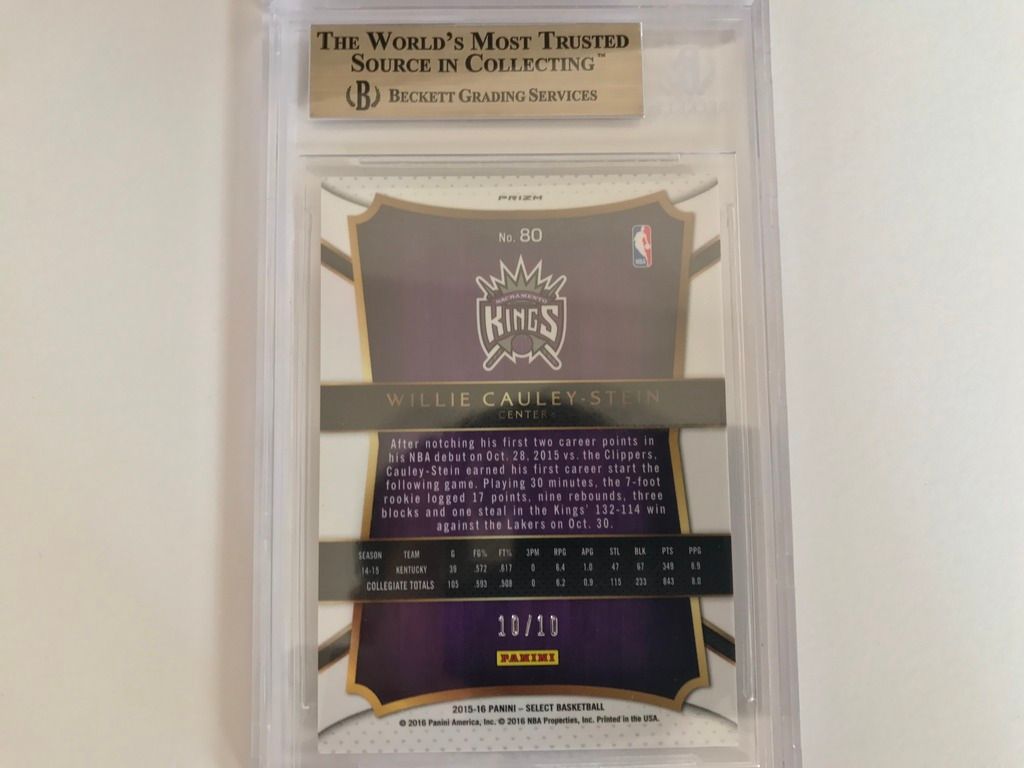 THE WORLD'S MOST TRUSTED
SOURCE IN COLLECTING™
(B) BECKETT GRADING SERVICES
PRIZM
No. 80
NBA
SACRAMENTO
KINGS
WILLIE CAULEY-STEIN
CENTER
After notching his first two career points in
his NBA debut on Oct. 28, 2015 vs. the Clippers,
Cauley-Stein earned his first career start the
following game. Playing 30 minutes, the 7-foot
rookie logged 17 points, nine rebounds, three
blocks and one steal in the Kings' 132-114 win
against the Lakers on Oct. 30.
SEASON TEAM G FG% FT% 3PM RPG APG STL BLK PTS PPG
14-15 KENTUCKY 39 .572 .617 0 6.4 1.0 47 67 349 8.9
COLLEGIATE TOTALS 105 .593 .508 0 6.2 0.9 115 233 843 8.0
10/10
PANINI
2015-16 PANINI – SELECT BASKETBALL
© 2016 Panini America, Inc. © 2016 NBA Properties, Inc. Printed in the USA.